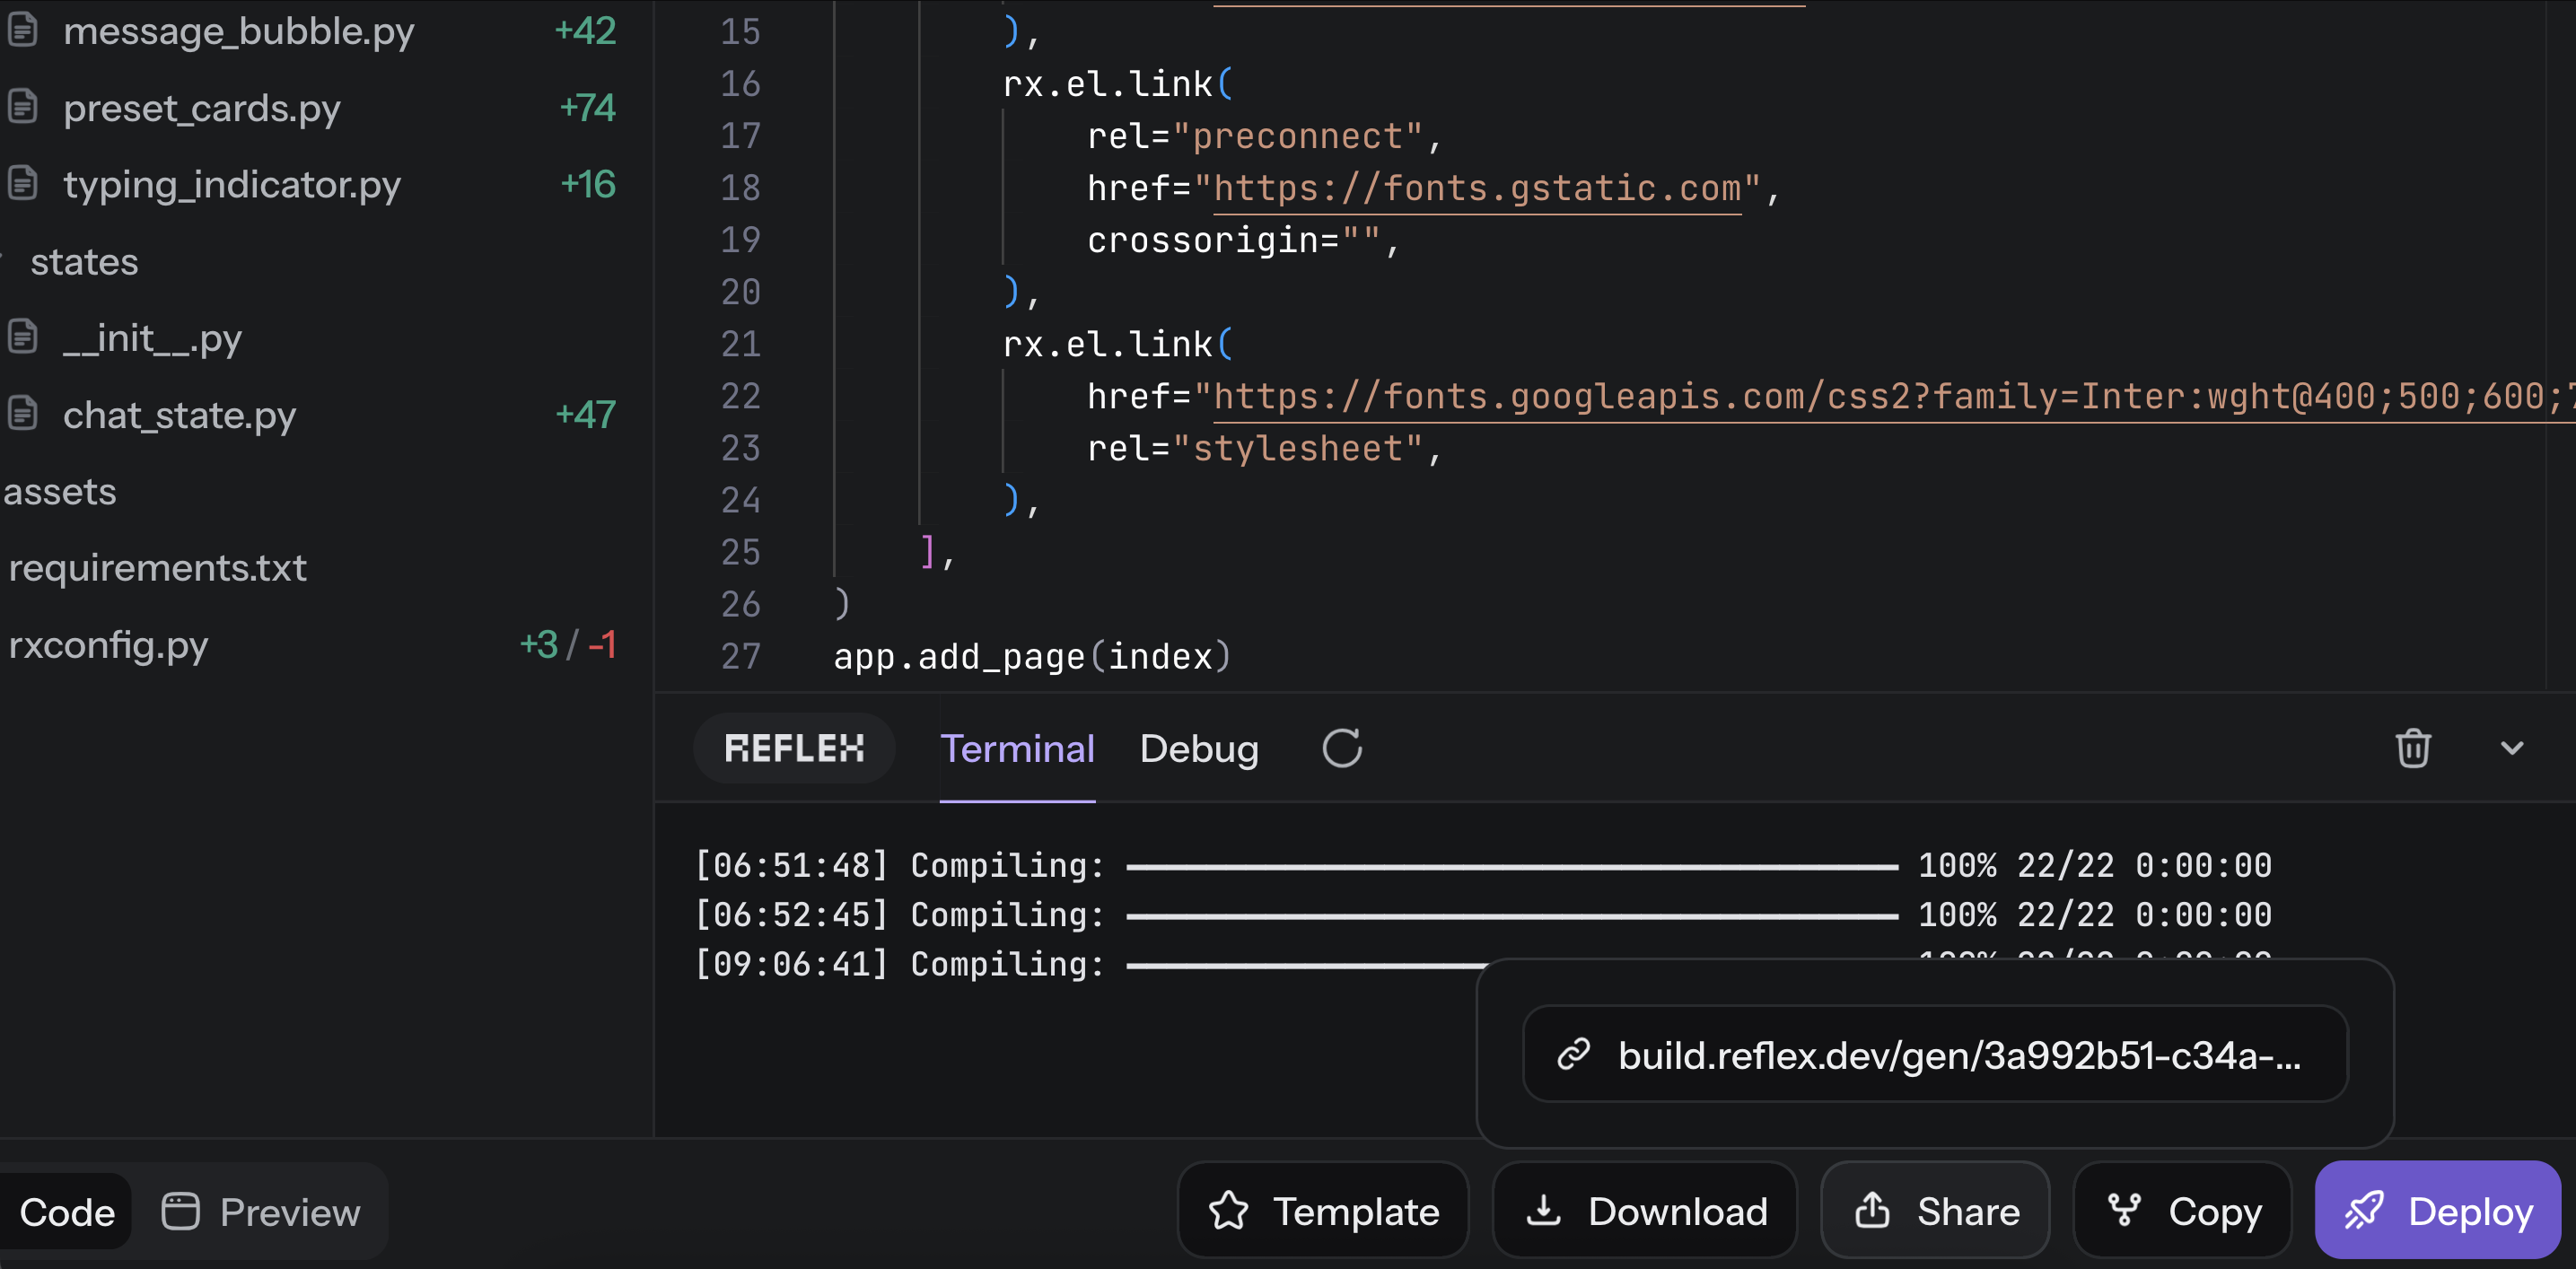 message_bubble.py +42
preset_cards.py +74
typing_indicator.py +16
states
__init__.py
chat_state.py +47
assets
requirements.txt
rxconfig.py +3 / -1
15 ),
16 rx.el.link(
17 rel="preconnect",
18 href="https://fonts.gstatic.com",
19 crossorigin="",
20 ),
21 rx.el.link(
22 href="https://fonts.googleapis.com/css2?family=Inter:wght@400;500;600;
23 rel="stylesheet",
24 ),
25 ],
26 )
27 app.add_page(index)
REFLEX Terminal Debug
[06:51:48] Compiling: 100% 22/22 0:00:00
[06:52:45] Compiling: 100% 22/22 0:00:00
[09:06:41] Compiling:
build.reflex.dev/gen/3a992b51-c34a-...
Code Preview Template Download Share Copy Deploy